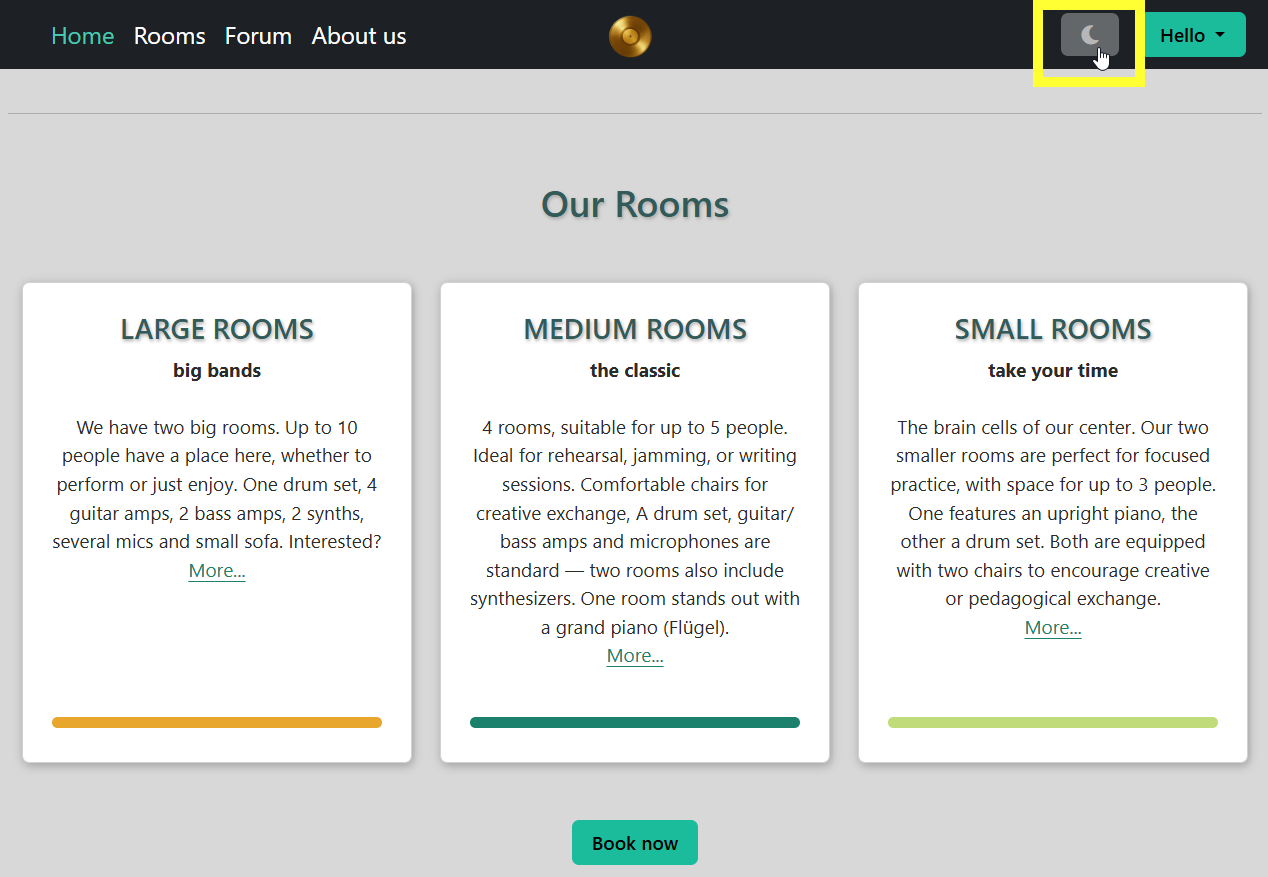 Home Rooms Forum About us Hello
Our Rooms
LARGE ROOMS
big bands
We have two big rooms. Up to 10
people have a place here, whether to
perform or just enjoy. One drum set, 4
guitar amps, 2 bass amps, 2 synths,
several mics and small sofa. Interested?
More...
MEDIUM ROOMS
the classic
4 rooms, suitable for up to 5 people.
Ideal for rehearsal, jamming, or writing
sessions. Comfortable chairs for
creative exchange, A drum set, guitar/
bass amps and microphones are
standard — two rooms also include
synthesizers. One room stands out with
a grand piano (Flügel).
More...
SMALL ROOMS
take your time
The brain cells of our center. Our two
smaller rooms are perfect for focused
practice, with space for up to 3 people.
One features an upright piano, the
other a drum set. Both are equipped
with two chairs to encourage creative
or pedagogical exchange.
More...
Book now